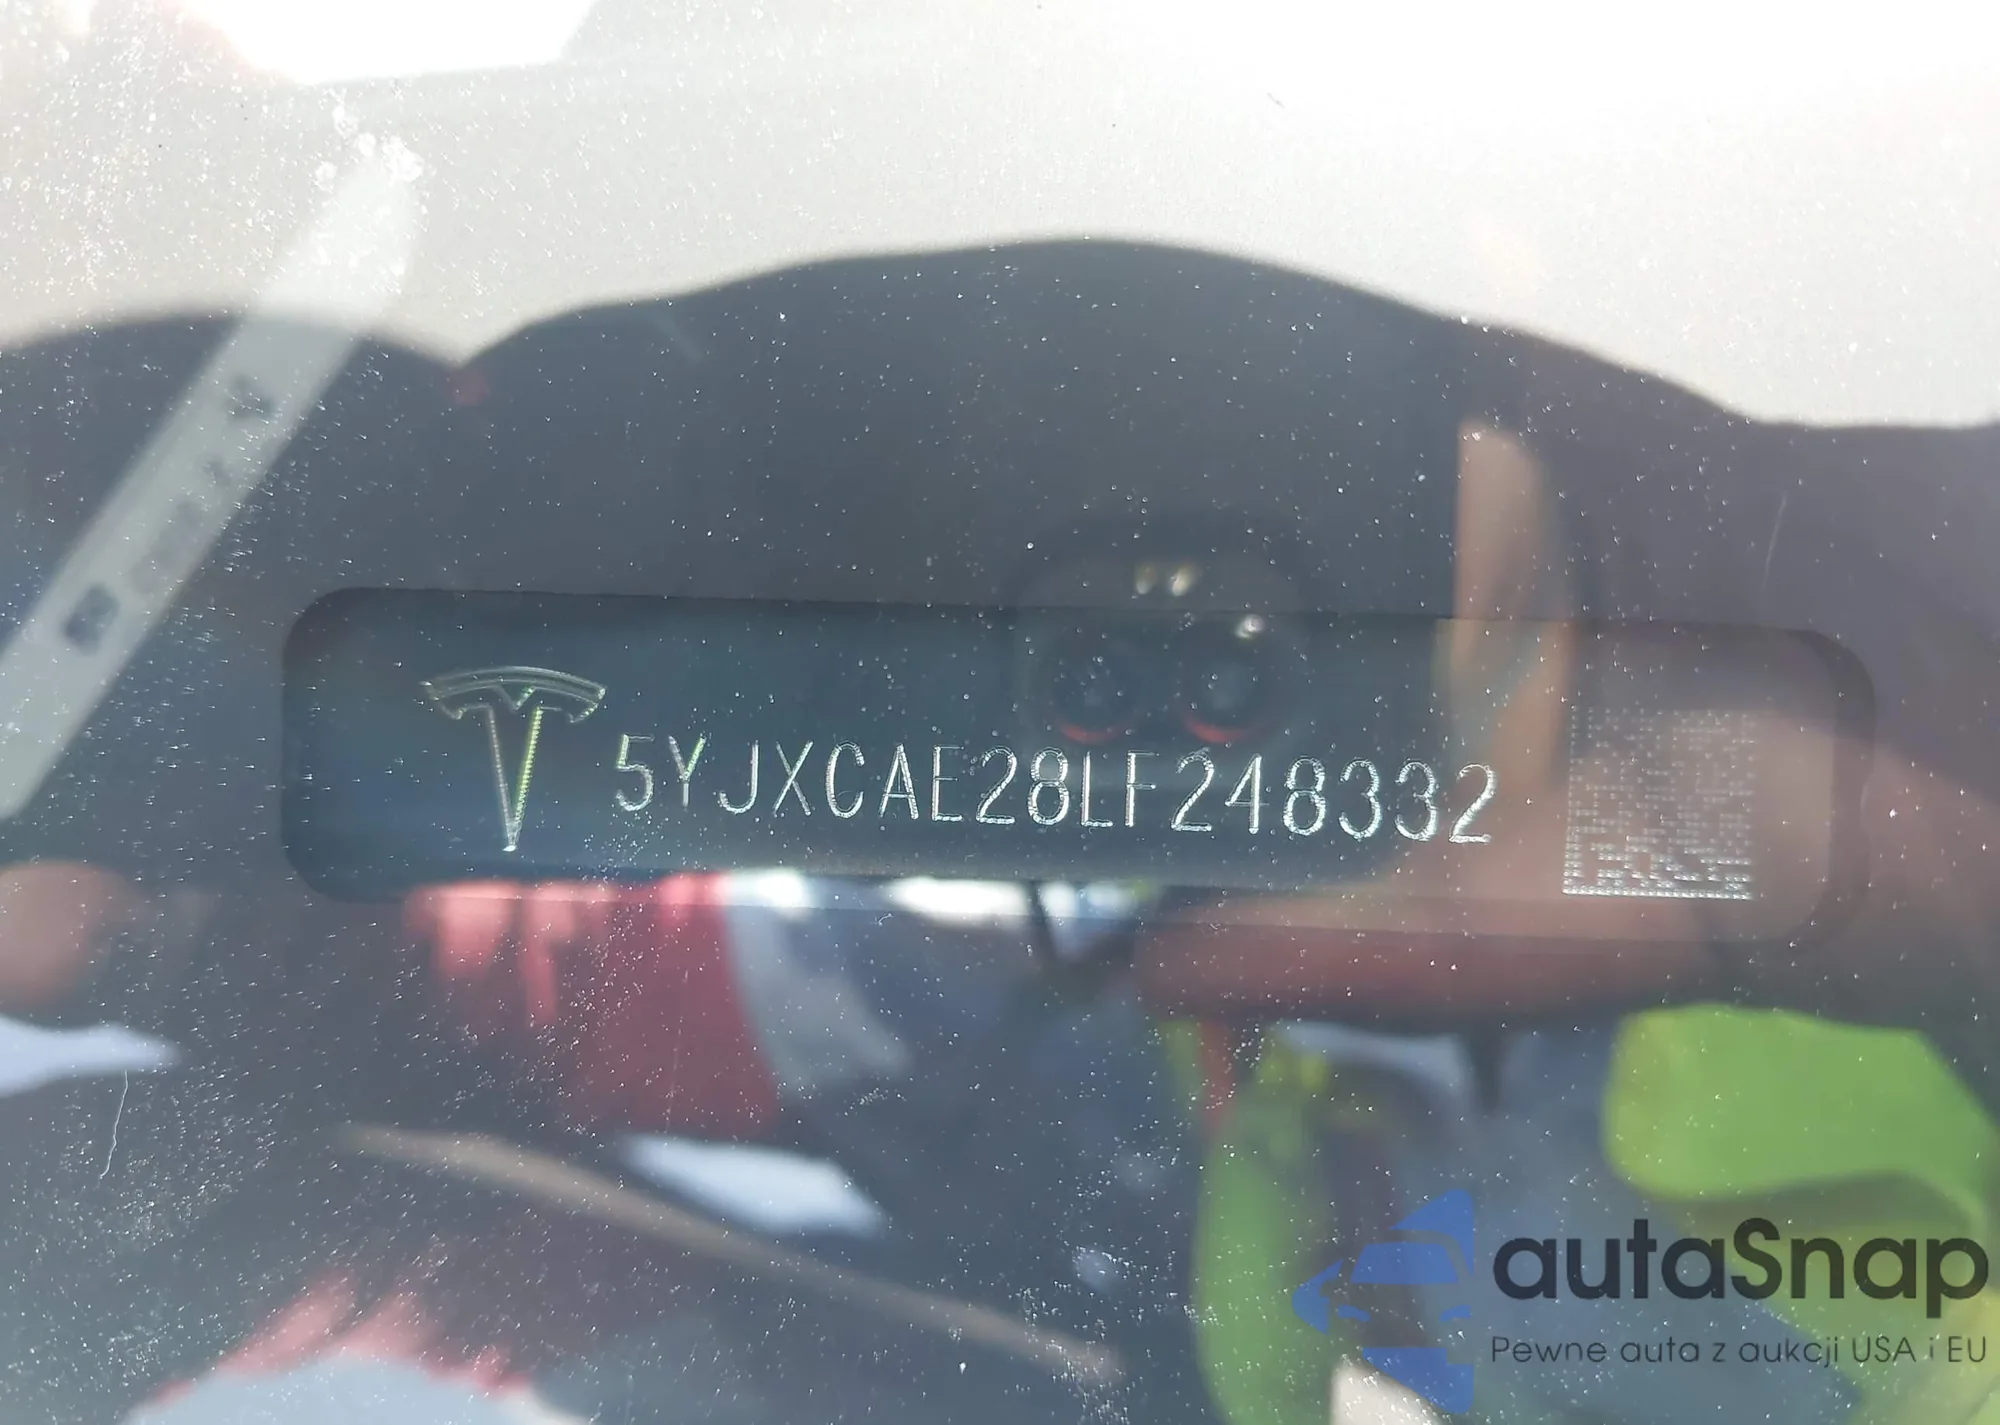 5YJXCAE28LF248332
autaSnap
Pewne auta z aukcji USA i EU